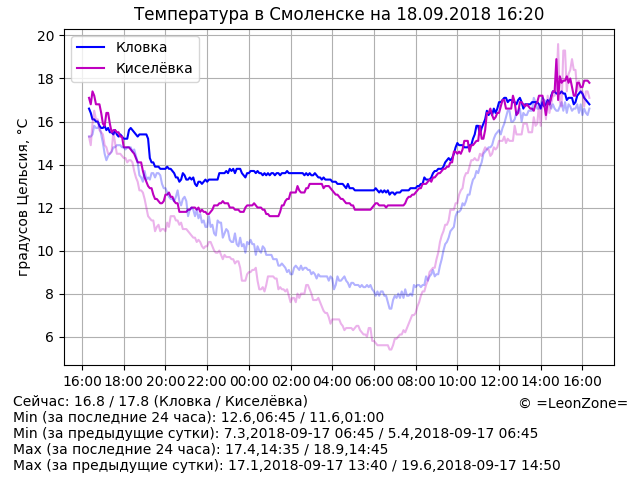 Температура в Смоленске на 18.09.2018 16:20
Кловка
Киселёвка
градусов Цельсия, °C
20
18
16
14
12
10
8
6
16:00 18:00 20:00 22:00 00:00 02:00 04:00 06:00 08:00 10:00 12:00 14:00 16:00
Сейчас: 16.8 / 17.8 (Кловка / Киселёвка)
© =LeonZone=
Min (за последние 24 часа): 12.6,06:45 / 11.6,01:00
Min (за предыдущие сутки): 7.3,2018-09-17 06:45 / 5.4,2018-09-17 06:45
Max (за последние 24 часа): 17.4,14:35 / 18.9,14:45
Max (за предыдущие сутки): 17.1,2018-09-17 13:40 / 19.6,2018-09-17 14:50